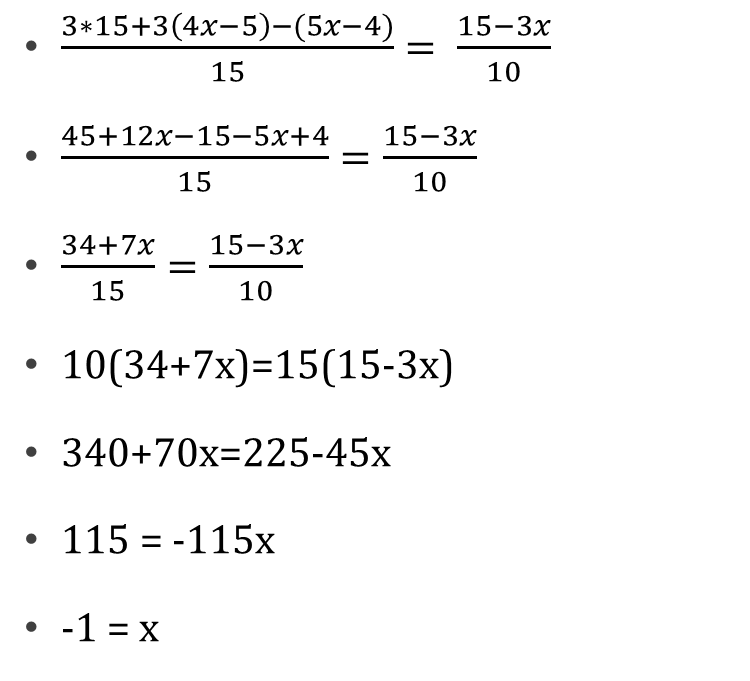 • (3*15+3(4x−5)−(5x−4))/15 = (15−3x)/10
• (45+12x−15−5x+4)/15 = (15−3x)/10
• (34+7x)/15 = (15−3x)/10
• 10(34+7x)=15(15-3x)
• 340+70x=225-45x
• 115 = -115x
• -1 = x